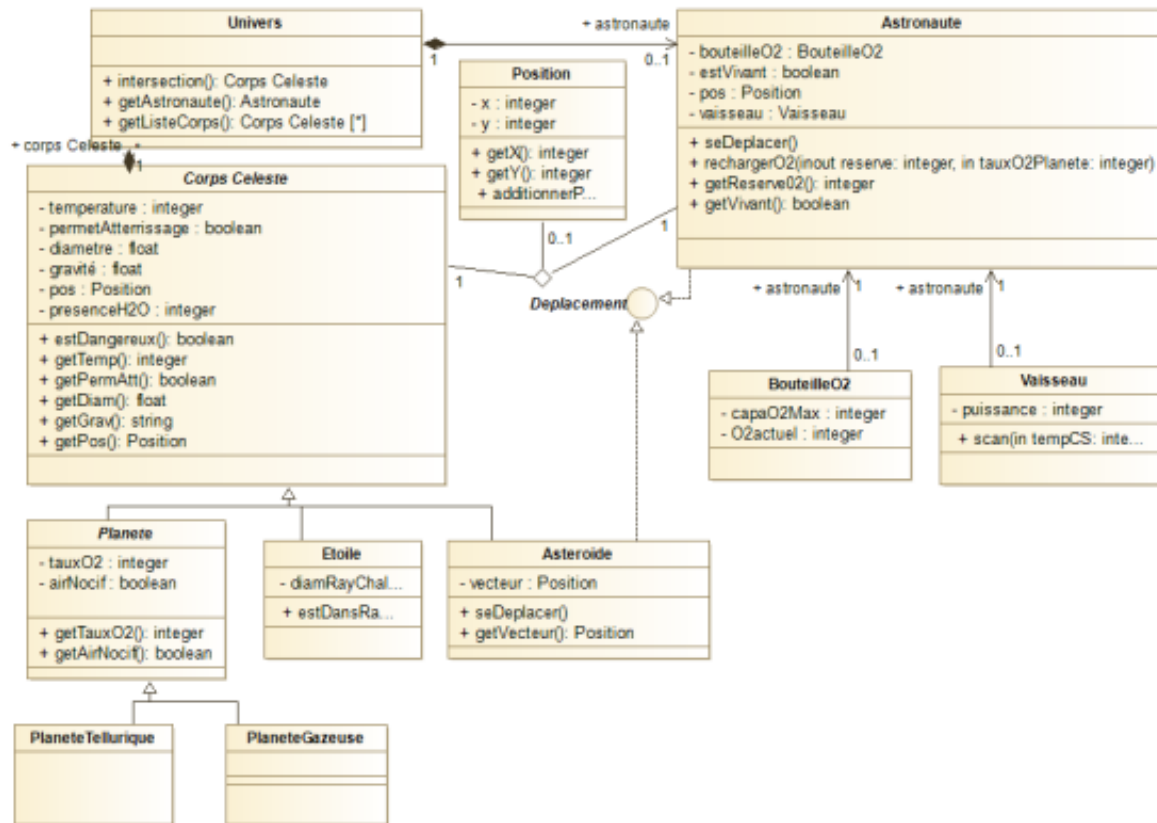 Univers
+ intersection(): Corps Celeste
+ getAstronaute(): Astronaute
+ getListeCorps(): Corps Celeste [*]
1
+ astronaute
0..1
+ corps Celeste
*
1
Position
- x : integer
- y : integer
+ getX(): integer
+ getY(): integer
+ additionnerP...
0..1
1
1
Astronaute
- bouteilleO2 : BouteilleO2
- estVivant : boolean
- pos : Position
- vaisseau : Vaisseau
+ seDeplacer()
+ rechargerO2(inout reserve: integer, in tauxO2Planete: integer)
+ getReserve02(): integer
+ getVivant(): boolean
Corps Celeste
- temperature : integer
- permetAtterrissage : boolean
- diametre : float
- gravité : float
- pos : Position
- presenceH2O : integer
+ estDangereux(): boolean
+ getTemp(): integer
+ getPermAtt(): boolean
+ getDiam(): float
+ getGrav(): string
+ getPos(): Position
Deplacement
+ astronaute
1
0..1
+ astronaute
1
0..1
BouteilleO2
- capaO2Max : integer
- O2actuel : integer
Vaisseau
- puissance : integer
+ scan(in tempCS: inte...
Planete
- tauxO2 : integer
- airNocif : boolean
+ getTauxO2(): integer
+ getAirNocif(): boolean
Etoile
- diamRayChal...
+ estDansRa...
Asteroide
- vecteur : Position
+ seDeplacer()
+ getVecteur(): Position
PlaneteTellurique
PlaneteGazeuse